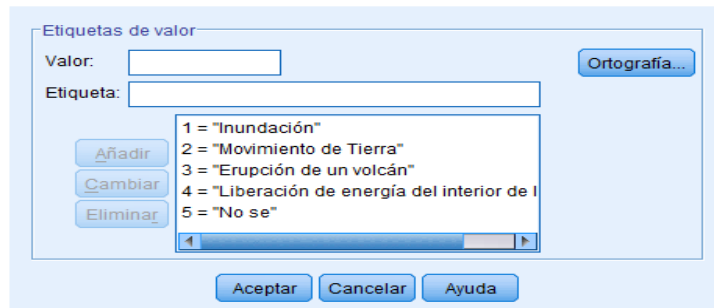 Etiquetas de valor
Valor:
Ortografía...
Etiqueta:
1 = "Inundación"
2 = "Movimiento de Tierra"
3 = "Erupción de un volcán"
4 = "Liberación de energía del interior de l
5 = "No se"
Añadir
Cambiar
Eliminar
Aceptar Cancelar Ayuda